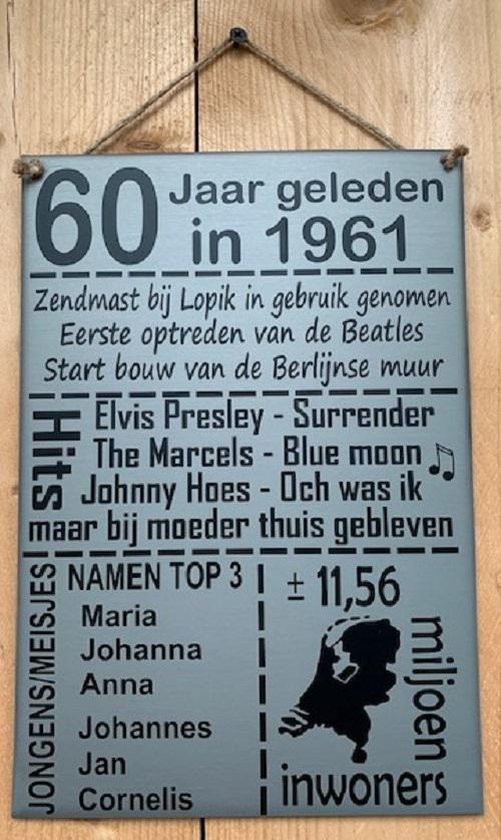 60 Jaar geleden
in 1961
Zendmast bij Lopik in gebruik genomen
Eerste optreden van de Beatles
Start bouw van de Berlijnse muur
Hits
Elvis Presley - Surrender
The Marcels - Blue moon
Johnny Hoes - Och was ik
maar bij moeder thuis gebleven
JONGENS/MEISJES
NAMEN TOP 3
Maria
Johanna
Anna
Johannes
Jan
Cornelis
± 11,56
miljoen
inwoners